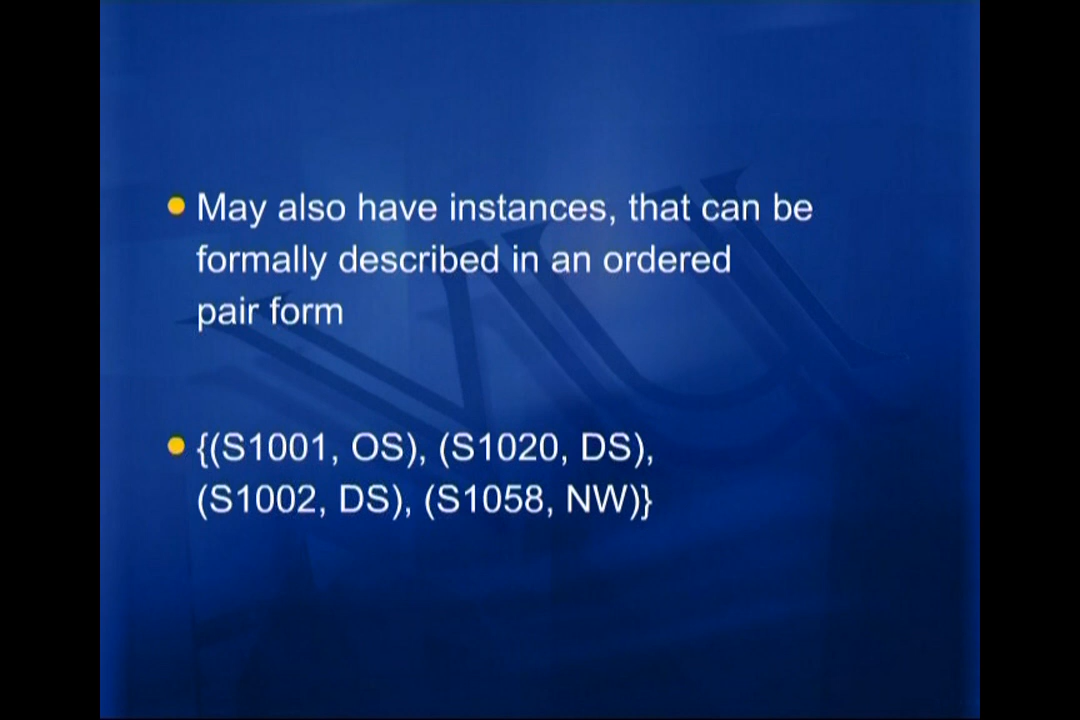 May also have instances, that can be
formally described in an ordered
pair form
{(S1001, OS), (S1020, DS),
(S1002, DS), (S1058, NW)}
VU